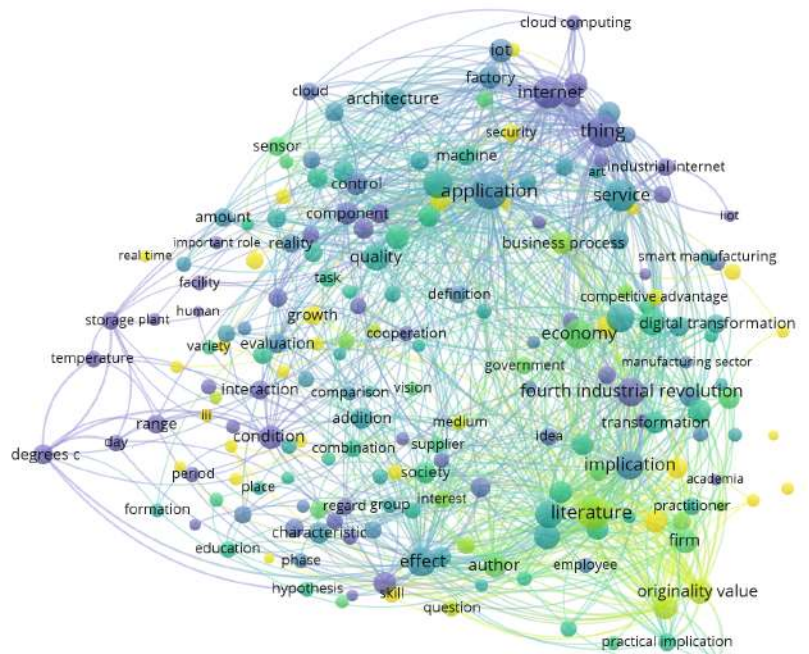 cloud computing
iot
factory
cloud
internet
architecture
security
thing
sensor
machine
art
industrial internet
control
application
service
component
amount
iiot
important role
reality
business process
real time
quality
smart manufacturing
task
facility
definition
competitive advantage
storage plant
human
growth
digital transformation
cooperation
economy
variety
evaluation
temperature
government
manufacturing sector
interaction
comparison
vision
fourth industrial revolution
iii
range
addition
medium
transformation
day
condition
idea
degrees c
combination
supplier
implication
period
society
academia
place
interest
formation
regard group
literature
practitioner
characteristic
firm
education
phase
effect
author
employee
hypothesis
skill
originality value
question
practical implication